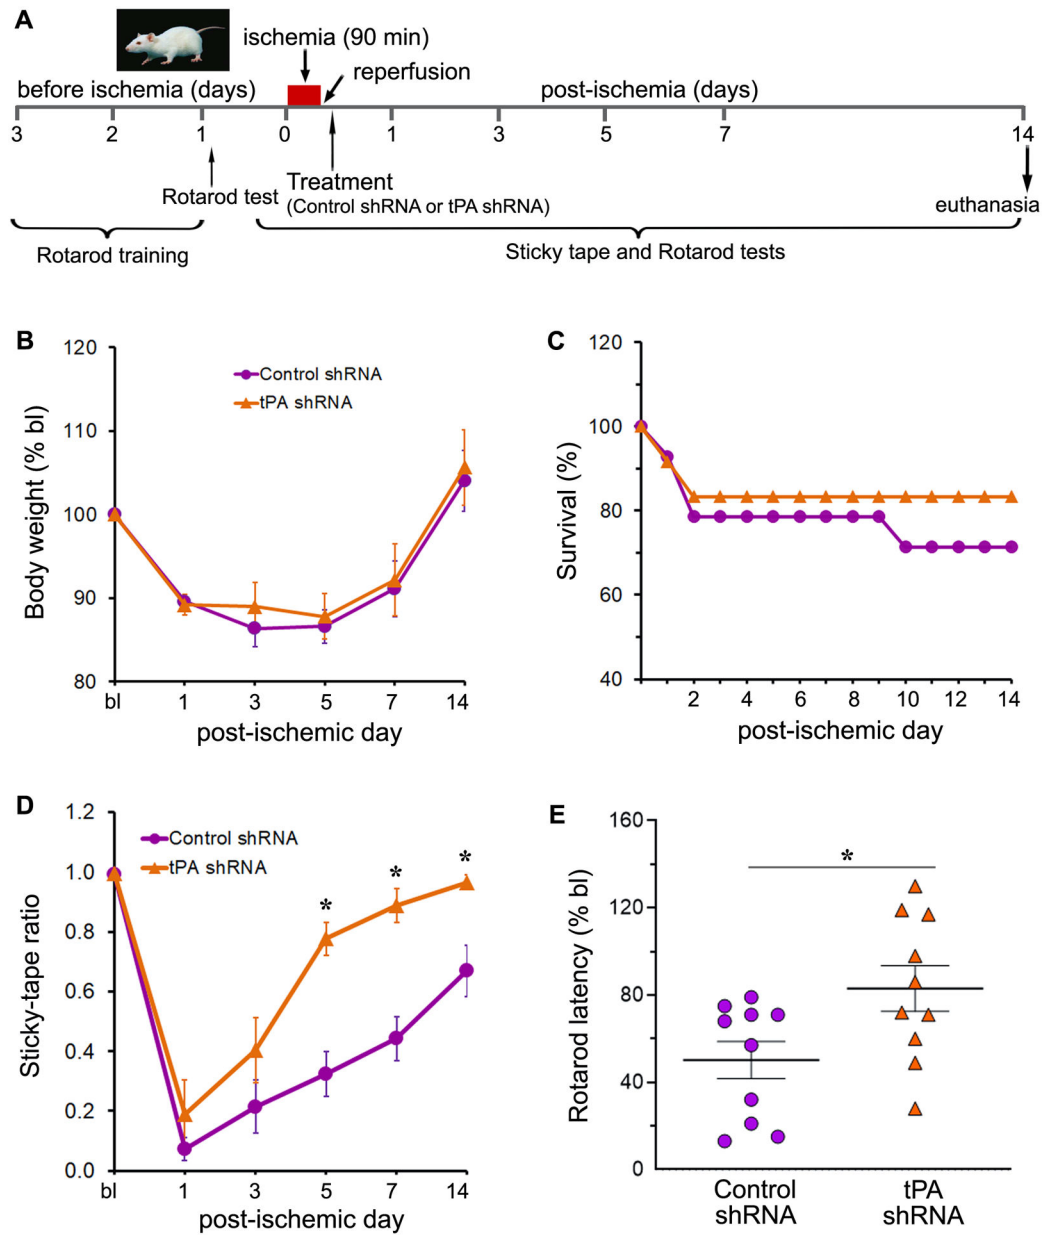 A
ischemia (90 min)
reperfusion
before ischemia (days)
post-ischemia (days)
3 2 1 0 1 3 5 7 14
Rotarod test
Treatment
(Control shRNA or tPA shRNA)
euthanasia
Rotarod training
Sticky tape and Rotarod tests
B
120
110
100
90
80
Body weight (% bl)
Control shRNA
tPA shRNA
bl 1 3 5 7 14
post-ischemic day
C
120
100
80
60
40
Survival (%)
2 4 6 8 10 12 14
post-ischemic day
D
1.2
1.0
0.8
0.6
0.4
0.2
0.0
Sticky-tape ratio
Control shRNA
tPA shRNA
* * *
bl 1 3 5 7 14
post-ischemic day
E
160
120
80
40
0
Rotarod latency (% bl)
*
Control
shRNA
tPA
shRNA